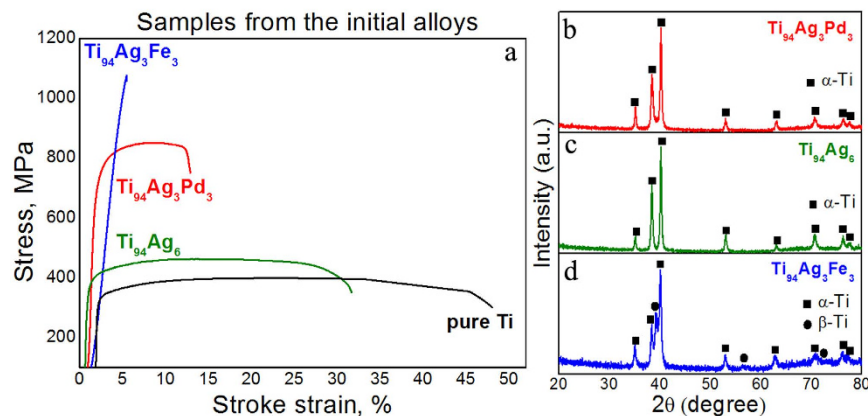 Samples from the initial alloys
a
1200
1000
800
600
400
200
Stress, MPa
Ti94Ag3Fe3
Ti94Ag3Pd3
Ti94Ag6
pure Ti
0 5 10 15 20 25 30 35 40 45 50
Stroke strain, %
b
Ti94Ag3Pd3
α-Ti
c
Ti94Ag6
α-Ti
d
Ti94Ag3Fe3
α-Ti
β-Ti
Intensity (a.u.)
20 30 40 50 60 70 80
2θ (degree)